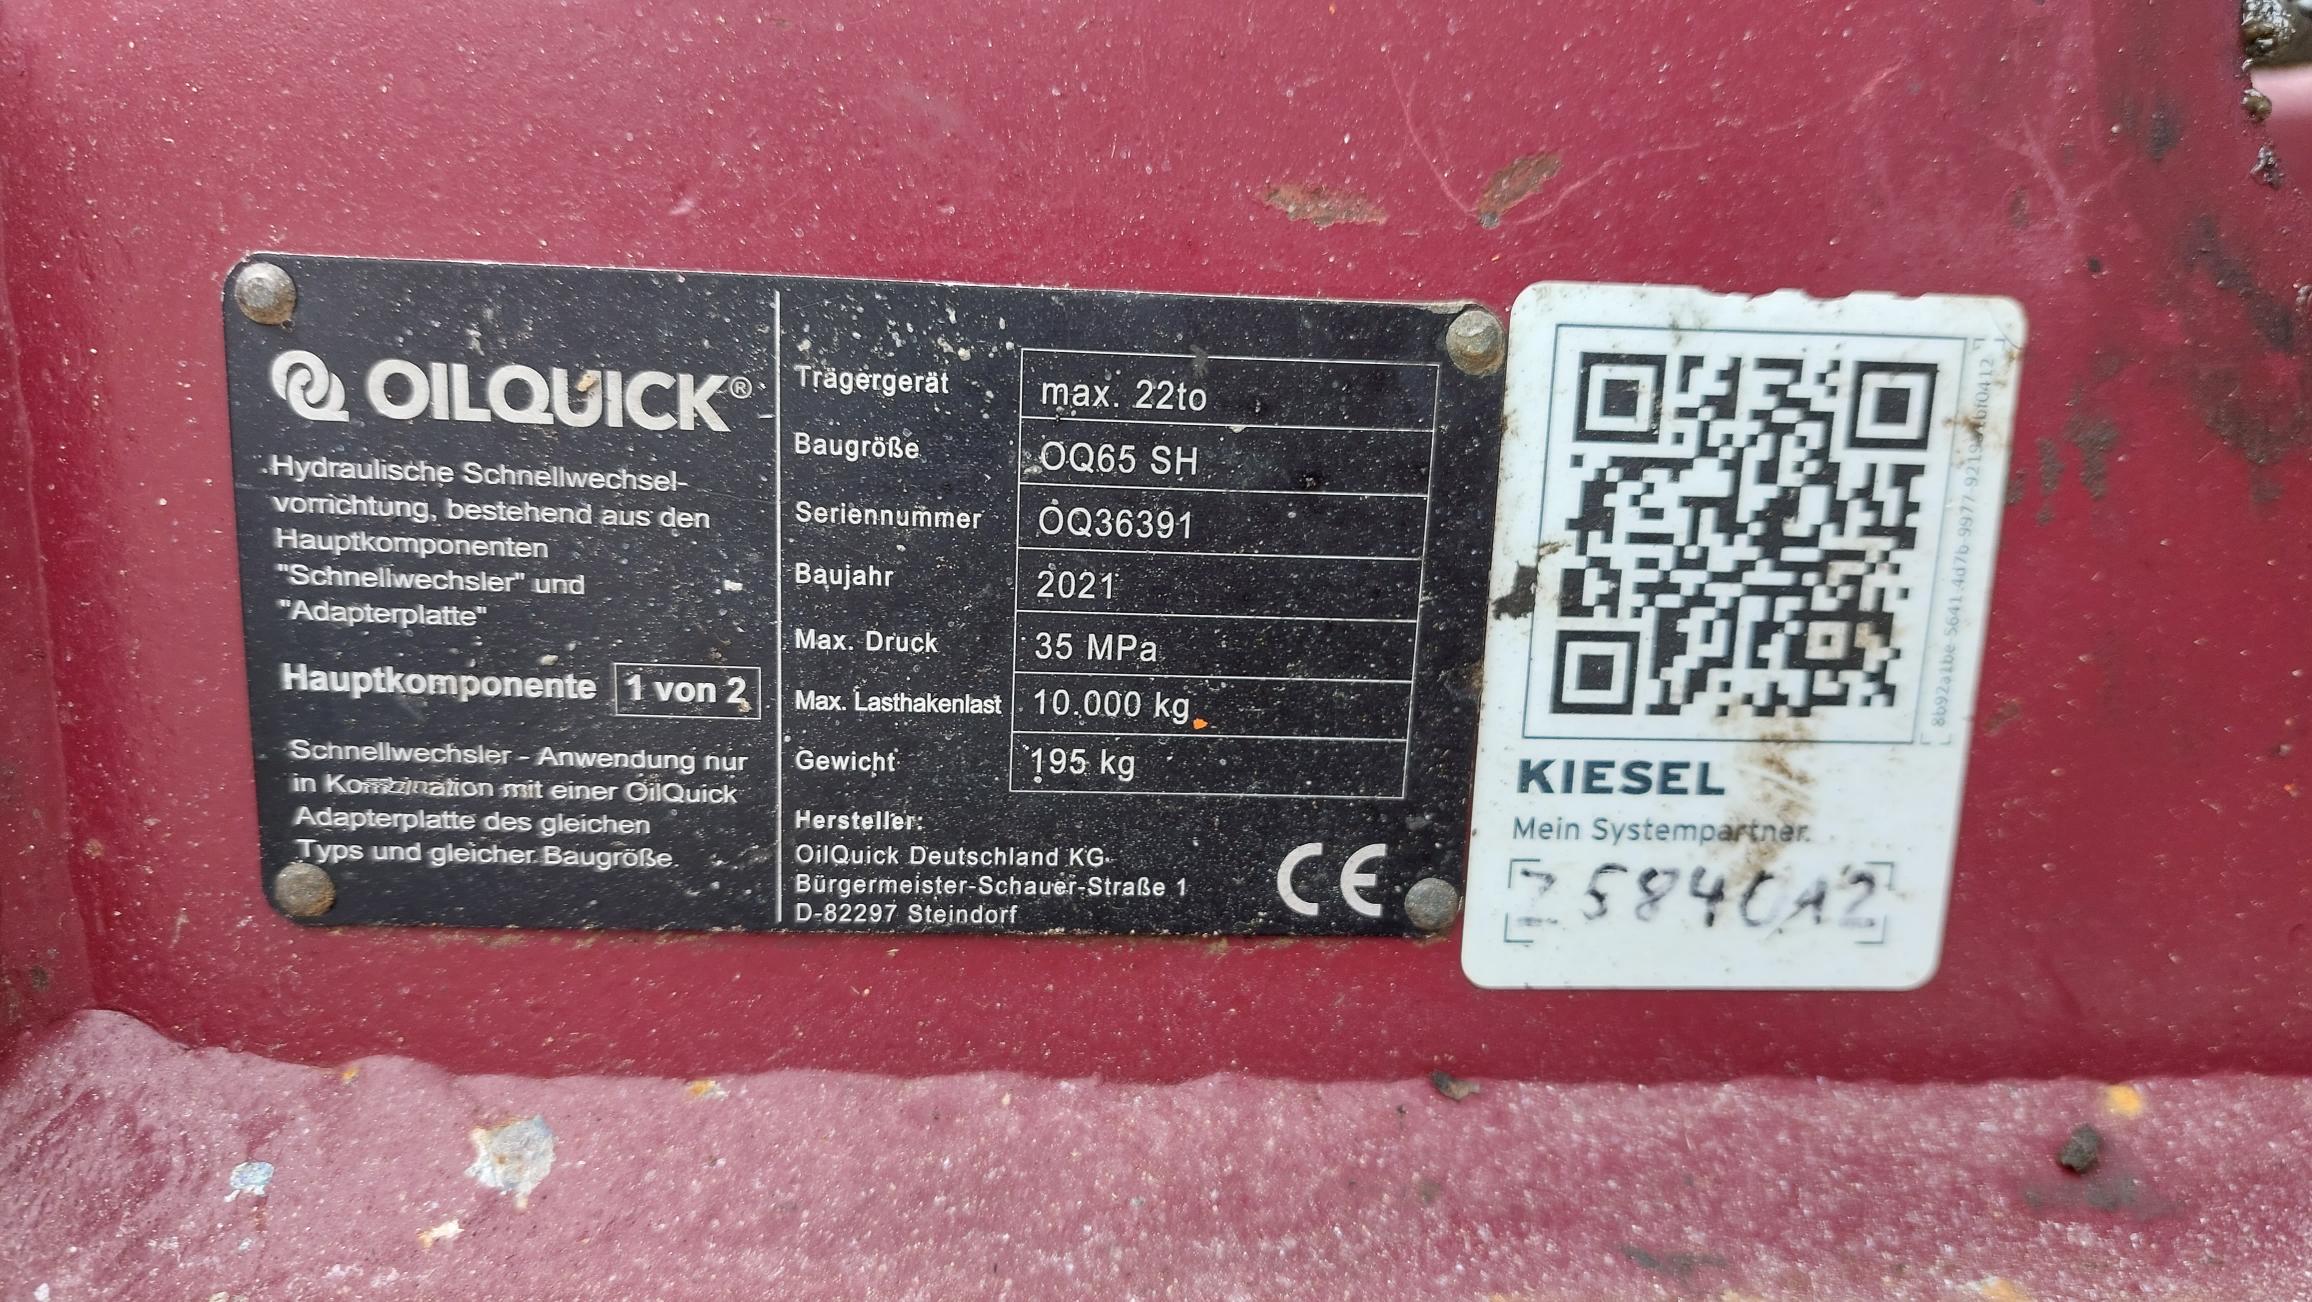 OILQUICK®
Hydraulische Schnellwechsel-
vorrichtung, bestehend aus den
Hauptkomponenten
"Schnellwechsler" und
"Adapterplatte"
Hauptkomponente 1 von 2
Schnellwechsler - Anwendung nur
in Kombination mit einer OilQuick
Adapterplatte des gleichen
Typs und gleicher Baugröße.
Trägergerät max. 22to
Baugröße OQ65 SH
Seriennummer OQ36391
Baujahr 2021
Max. Druck 35 MPa
Max. Lasthakenlast 10.000 kg
Gewicht 195 kg
Hersteller:
OilQuick Deutschland KG
Bürgermeister-Schauer-Straße 1
D-82297 Steindorf
CE
KIESEL
Mein Systempartner.